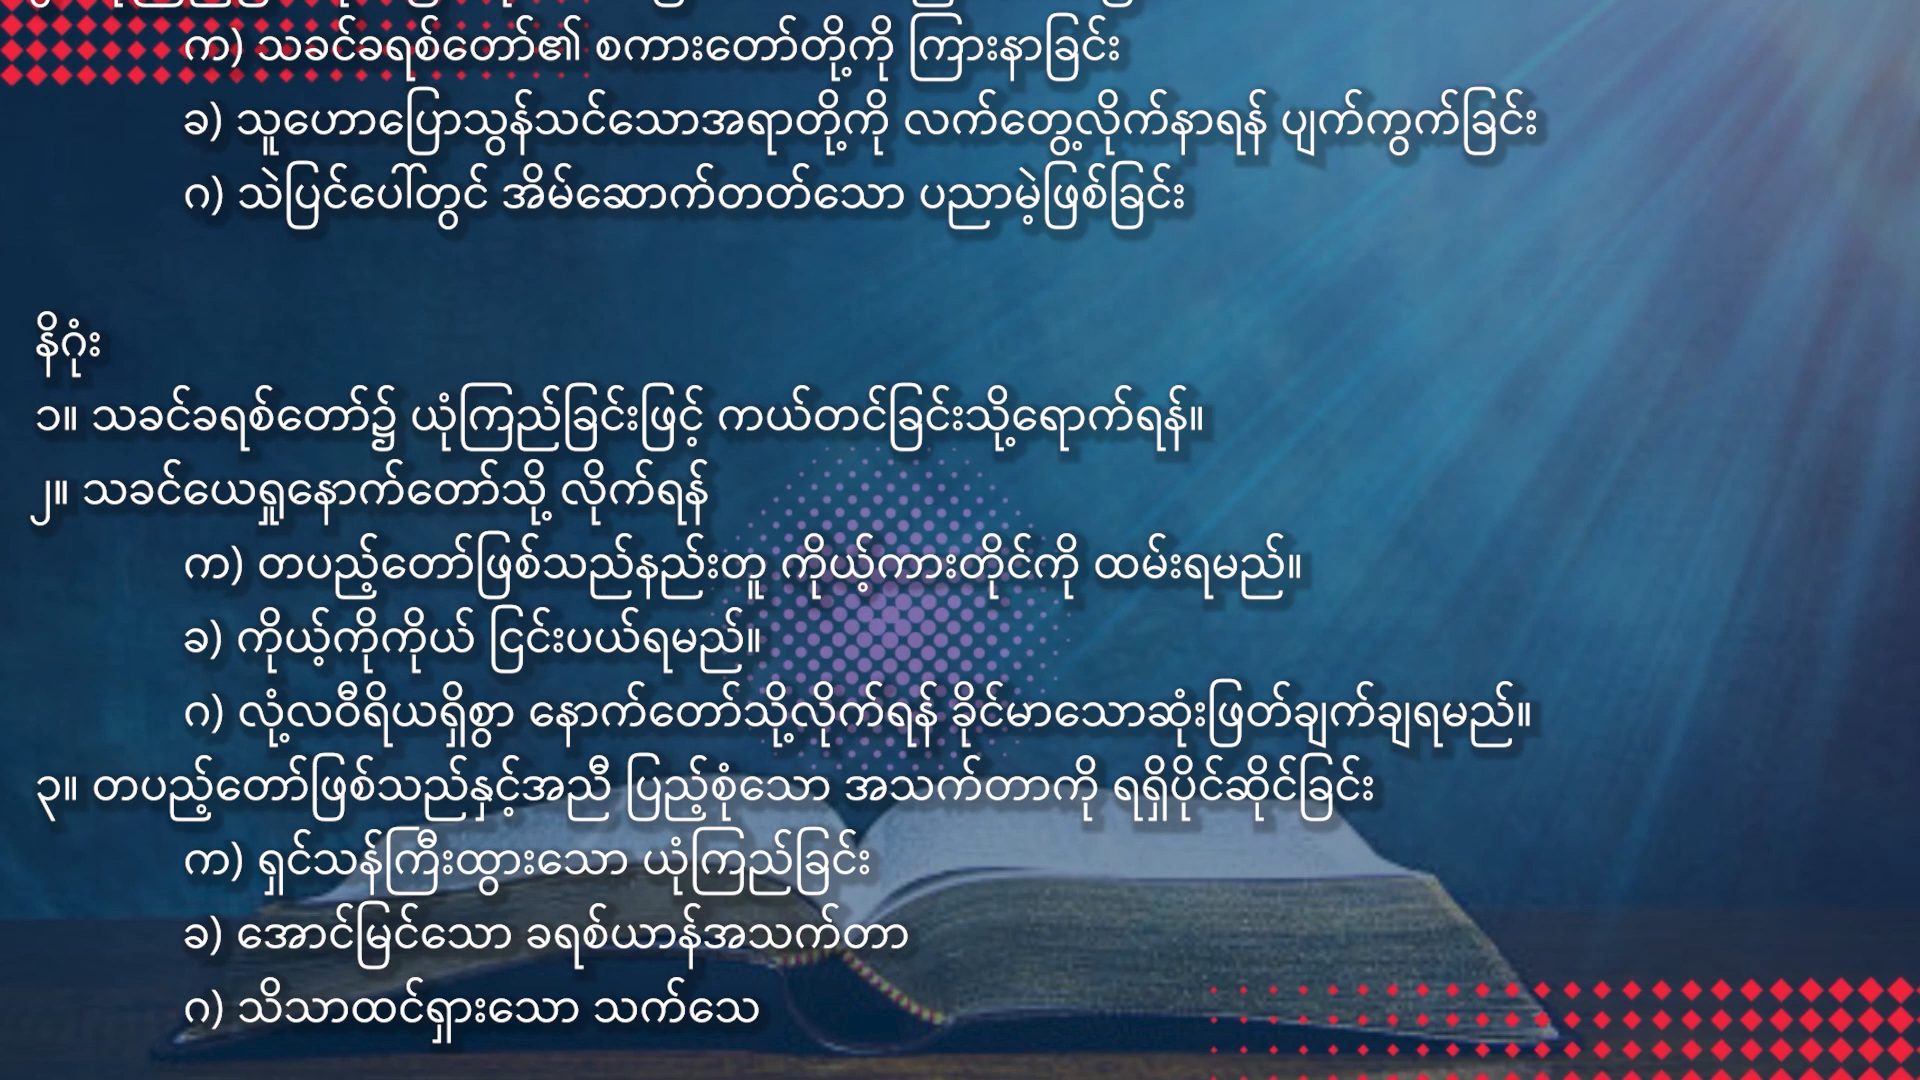 က) သခင်ခရစ်တော်၏ စကားတော်တို့ကို ကြားနာခြင်း
ခ) သူဟောပြောသွန်သင်သောအရာတို့ကို လက်တွေ့လိုက်နာရန် ပျက်ကွက်ခြင်း
ဂ) သဲပြင်ပေါ်တွင် အိမ်ဆောက်တတ်သော ပညာမဲ့ဖြစ်ခြင်း
နိဂုံး
၁။ သခင်ခရစ်တော်၌ ယုံကြည်ခြင်းဖြင့် ကယ်တင်ခြင်းသို့ရောက်ရန်။
၂။ သခင်ယေရှုနောက်တော်သို့ လိုက်ရန်
က) တပည့်တော်ဖြစ်သည်နည်းတူ ကိုယ့်ကားတိုင်ကို ထမ်းရမည်။
ခ) ကိုယ့်ကိုကိုယ် ငြင်းပယ်ရမည်။
ဂ) လုံ့လဝီရိယရှိစွာ နောက်တော်သို့လိုက်ရန် ခိုင်မာသောဆုံးဖြတ်ချက်ချရမည်။
၃။ တပည့်တော်ဖြစ်သည်နှင့်အညီ ပြည့်စုံသော အသက်တာကို ရရှိပိုင်ဆိုင်ခြင်း
က) ရှင်သန်ကြီးထွားသော ယုံကြည်ခြင်း
ခ) အောင်မြင်သော ခရစ်ယာန်အသက်တာ
ဂ) သိသာထင်ရှားသော သက်သေ